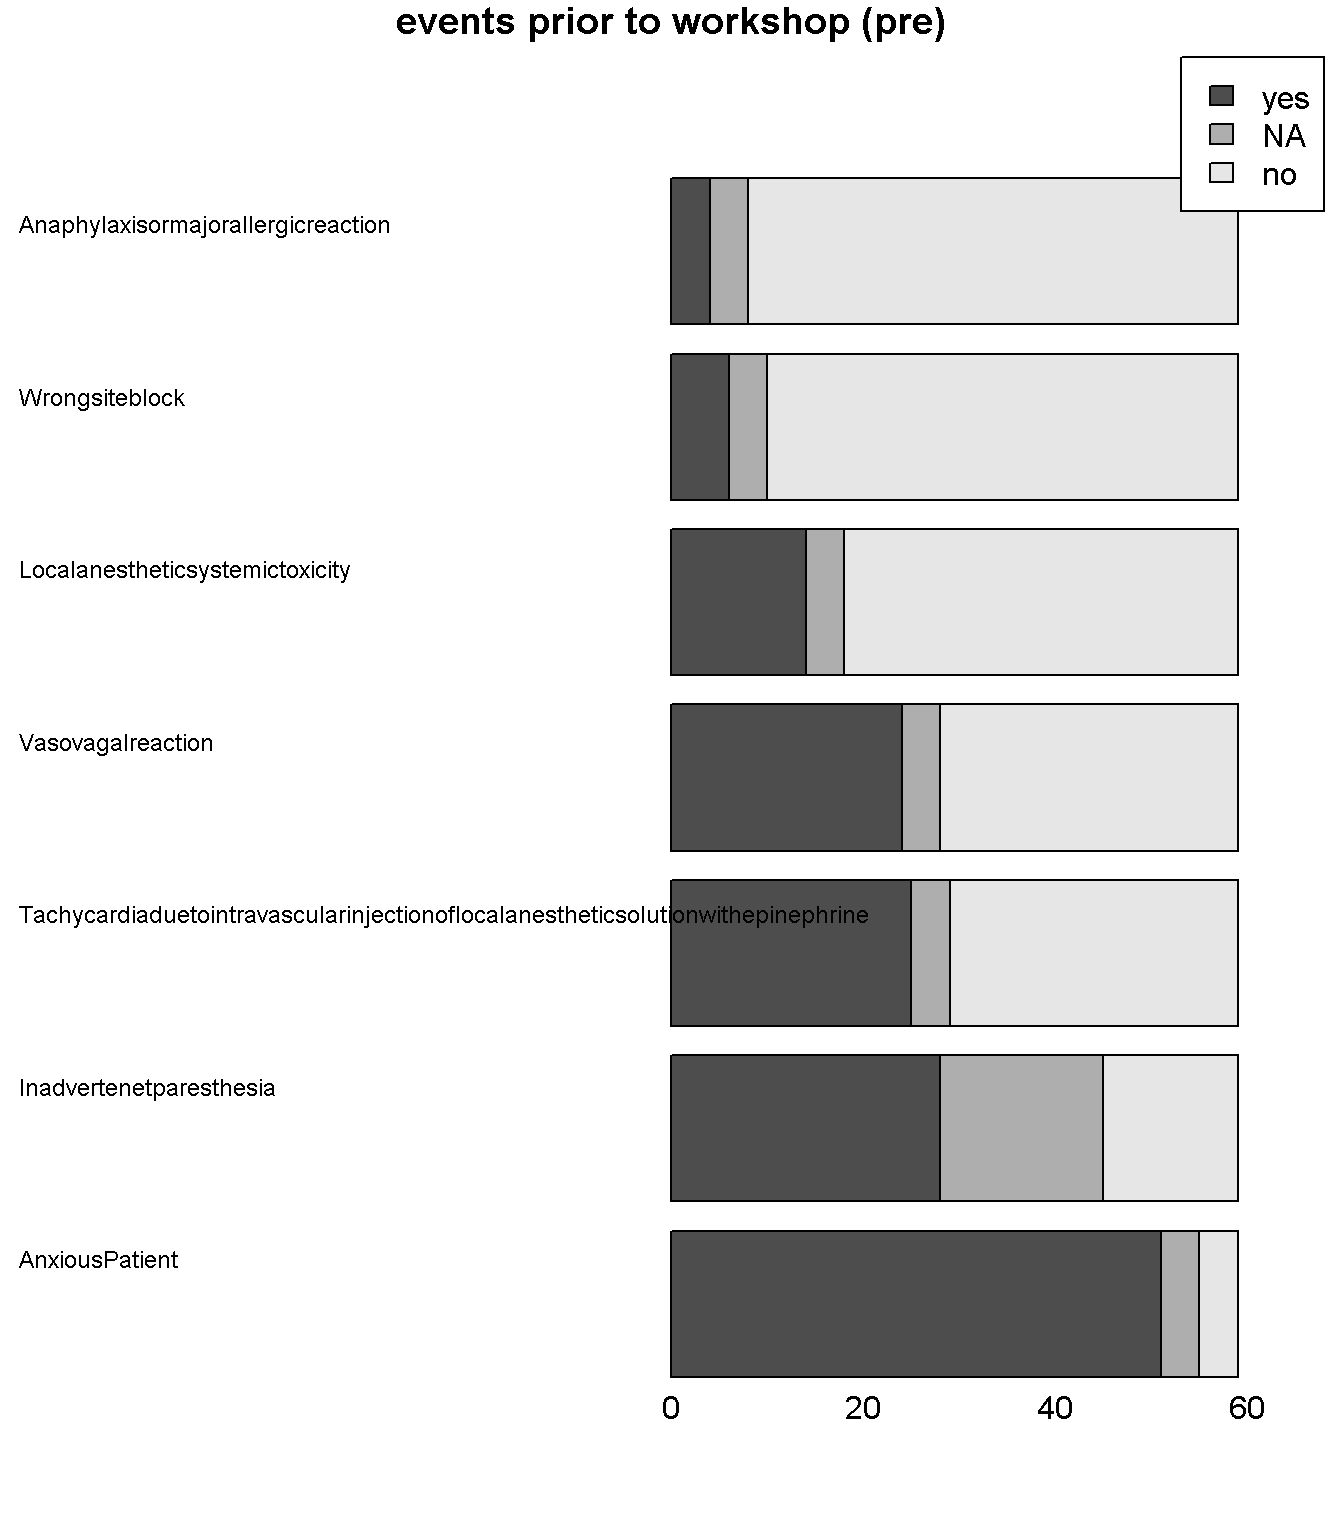 events prior to workshop (pre)
yes
NA
no
Anaphylaxisormajorallergicreaction
Wrongsiteblock
Localanestheticsystemictoxicity
Vasovagalreaction
Tachycardiaduetointravascularinjectionoflocalanestheticsolutionwithepinephrine
Inadvertenetparesthesia
AnxiousPatient
0 20 40 60